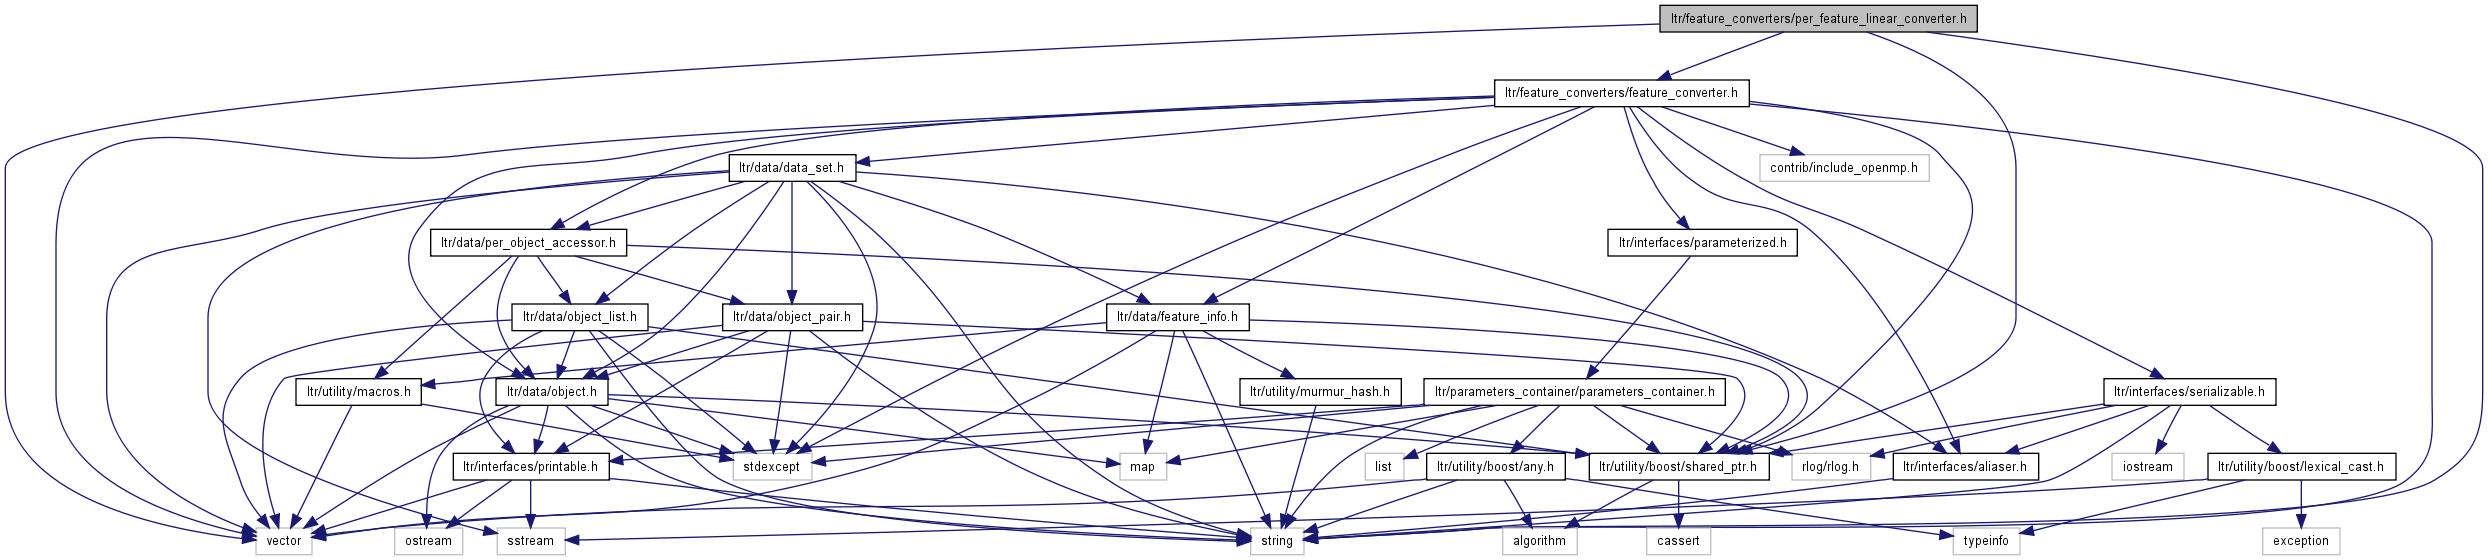 ltr/feature_converters/per_feature_linear_converter.h
ltr/feature_converters/feature_converter.h
ltr/data/data_set.h
contrib/include_openmp.h
ltr/data/per_object_accessor.h
ltr/interfaces/parameterized.h
ltr/data/object_list.h
ltr/data/object_pair.h
ltr/data/feature_info.h
ltr/utility/macros.h
ltr/data/object.h
ltr/utility/murmur_hash.h
ltr/parameters_container/parameters_container.h
ltr/interfaces/serializable.h
ltr/interfaces/printable.h
stdexcept
map
list
ltr/utility/boost/any.h
ltr/utility/boost/shared_ptr.h
rlog/rlog.h
ltr/interfaces/aliaser.h
iostream
ltr/utility/boost/lexical_cast.h
vector
ostream
sstream
string
algorithm
cassert
typeinfo
exception